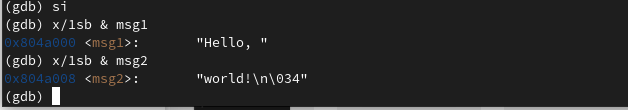 (gdb) si
(gdb) x/1sb & msg1
0x804a000 <msg1>: "Hello, "
(gdb) x/1sb & msg2
0x804a008 <msg2>: "world!\n\034"
(gdb)